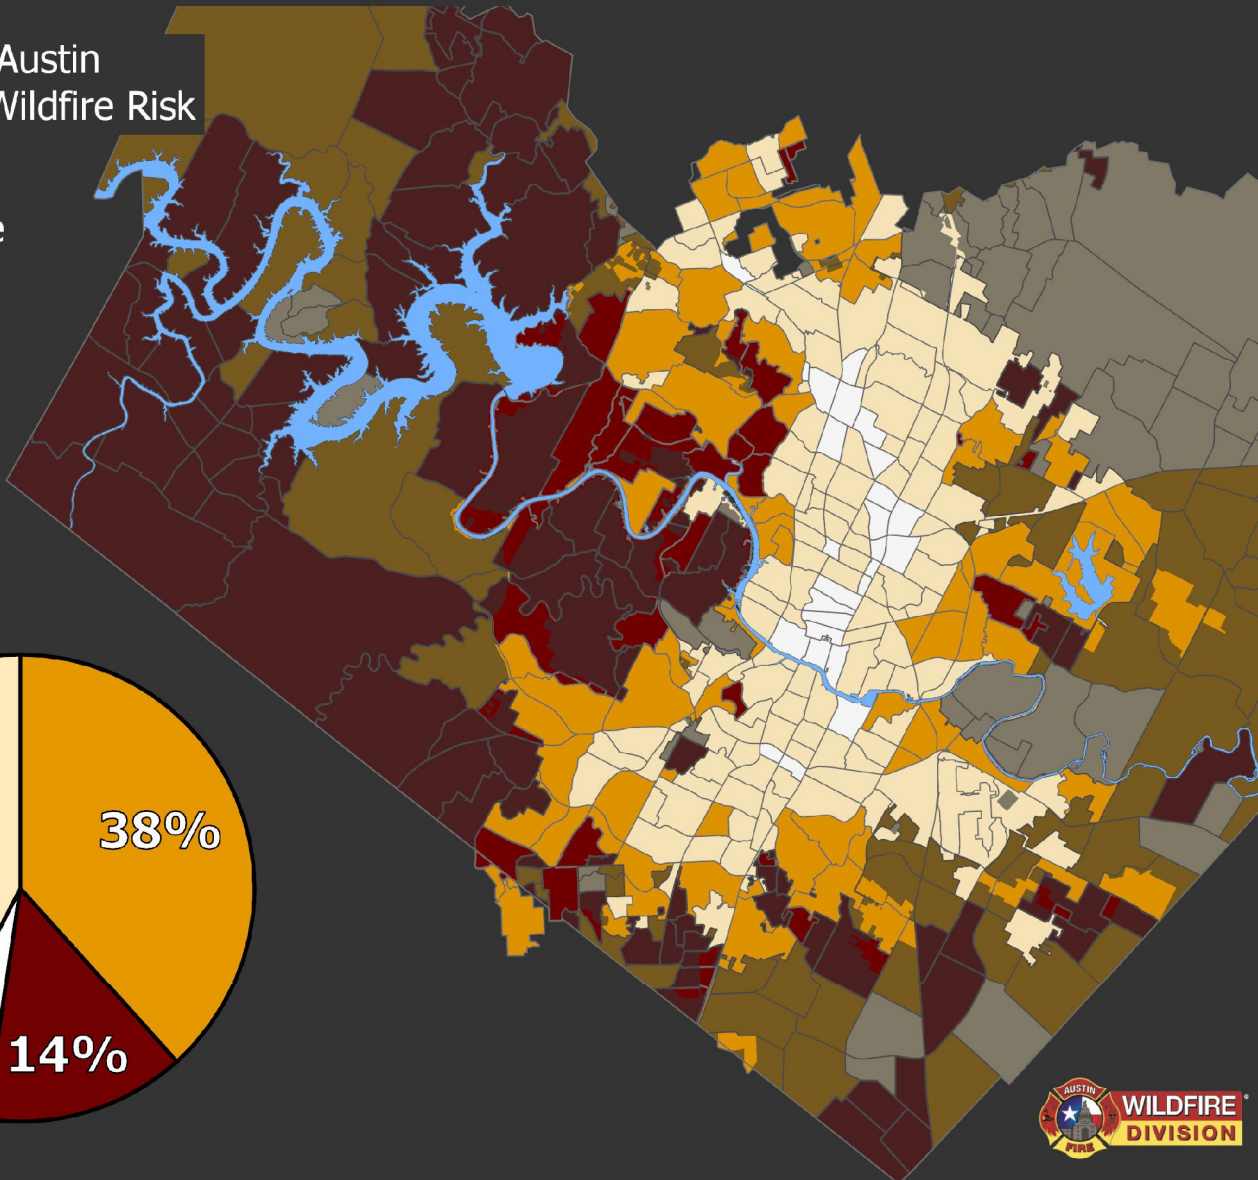 Austin
Wildfire Risk
e
38%
14%
AUSTIN
FIRE
WILDFIRE
DIVISION